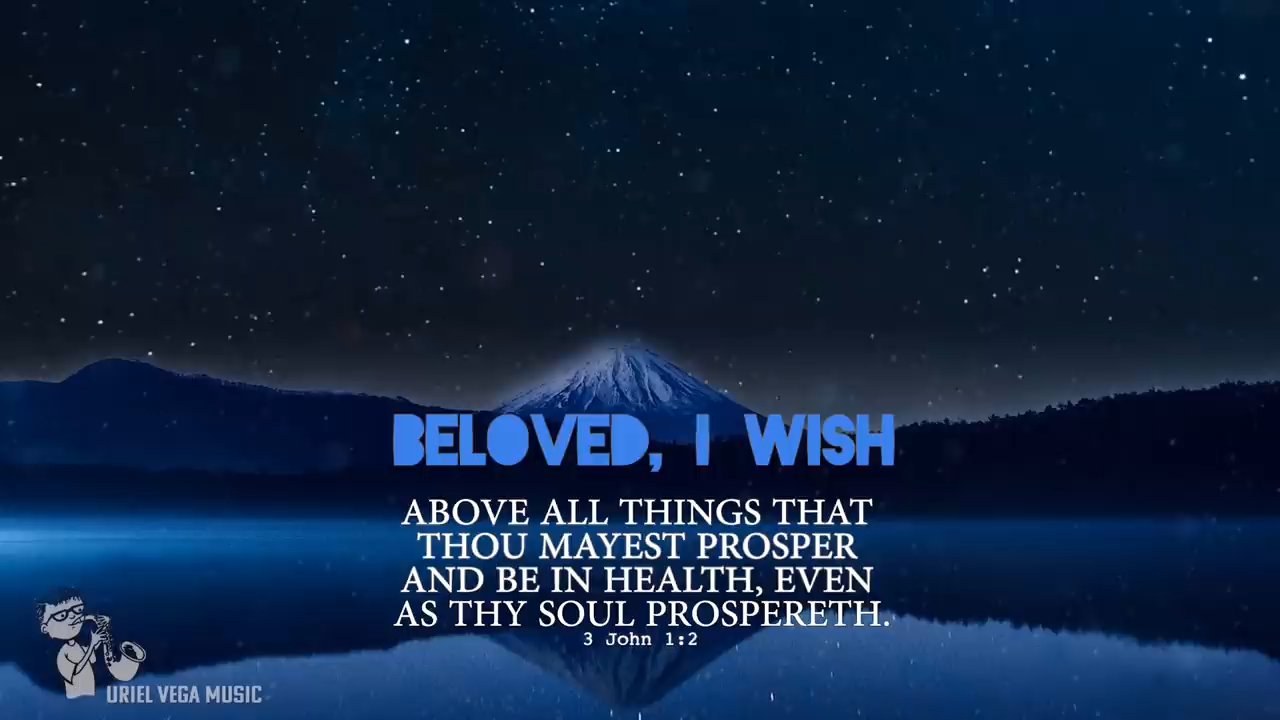 BELOVED, I WISH
ABOVE ALL THINGS THAT
THOU MAYEST PROSPER
AND BE IN HEALTH, EVEN
AS THY SOUL PROSPERETH.
3 John 1:2
URIEL VEGA MUSIC